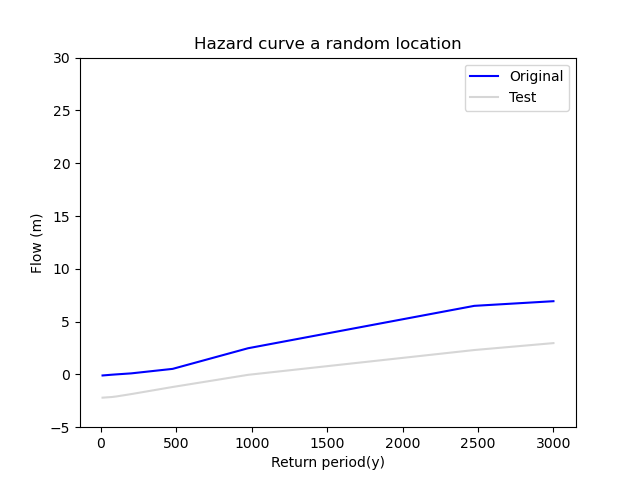 Hazard curve a random location
Original
Test
30
25
20
15
10
5
0
−5
Flow (m)
0 500 1000 1500 2000 2500 3000
Return period(y)